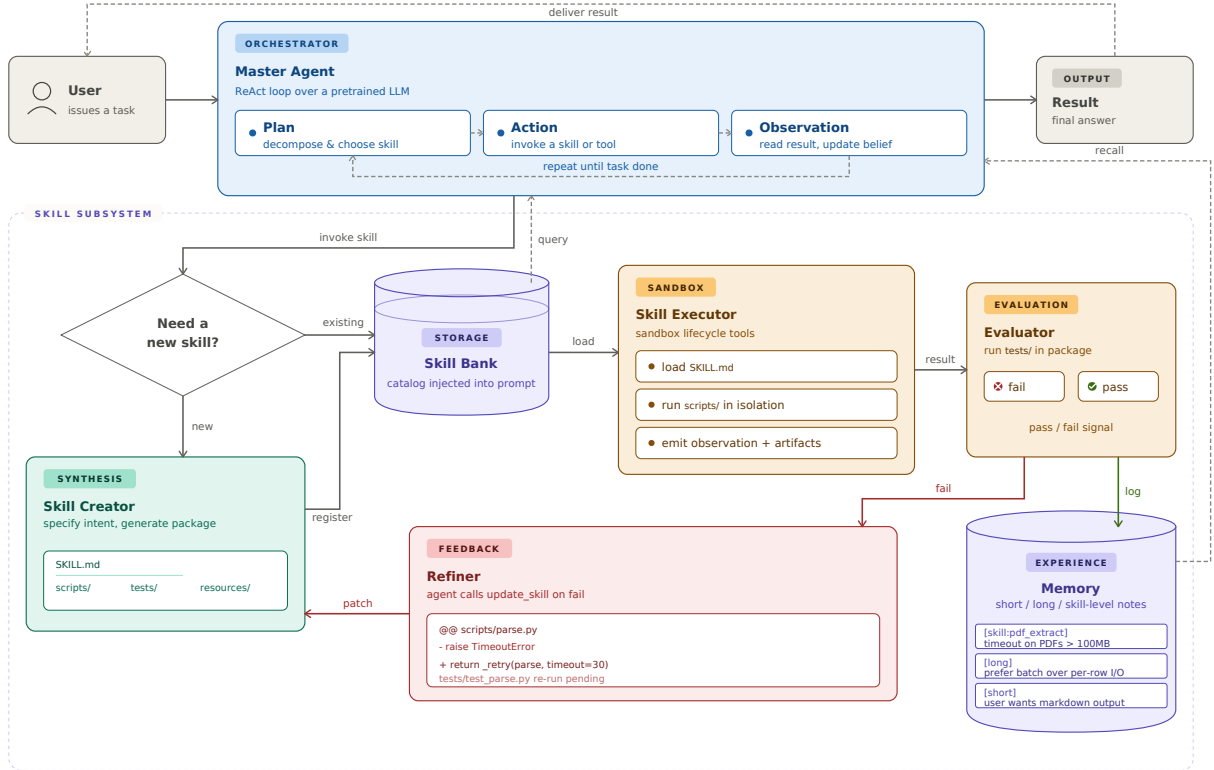 deliver result
ORCHESTRATOR
Master Agent
ReAct loop over a pretrained LLM
User
issues a task
OUTPUT
Result
final answer
Plan
decompose & choose skill
Action
invoke a skill or tool
Observation
read result, update belief
repeat until task done
recall
SKILL SUBSYSTEM
invoke skill
query
Need a
new skill?
existing
new
STORAGE
Skill Bank
catalog injected into prompt
load
SANDBOX
Skill Executor
sandbox lifecycle tools
load SKILL.md
run scripts/ in isolation
emit observation + artifacts
result
EVALUATION
Evaluator
run tests/ in package
fail
pass
pass / fail signal
fail
log
SYNTHESIS
Skill Creator
specify intent, generate package
SKILL.md
scripts/ tests/ resources/
register
patch
FEEDBACK
Refiner
agent calls update_skill on fail
@@ scripts/parse.py
- raise TimeoutError
+ return _retry(parse, timeout=30)
tests/test_parse.py re-run pending
EXPERIENCE
Memory
short / long / skill-level notes
[skill:pdf_extract]
timeout on PDFs > 100MB
[long]
prefer batch over per-row I/O
[short]
user wants markdown output